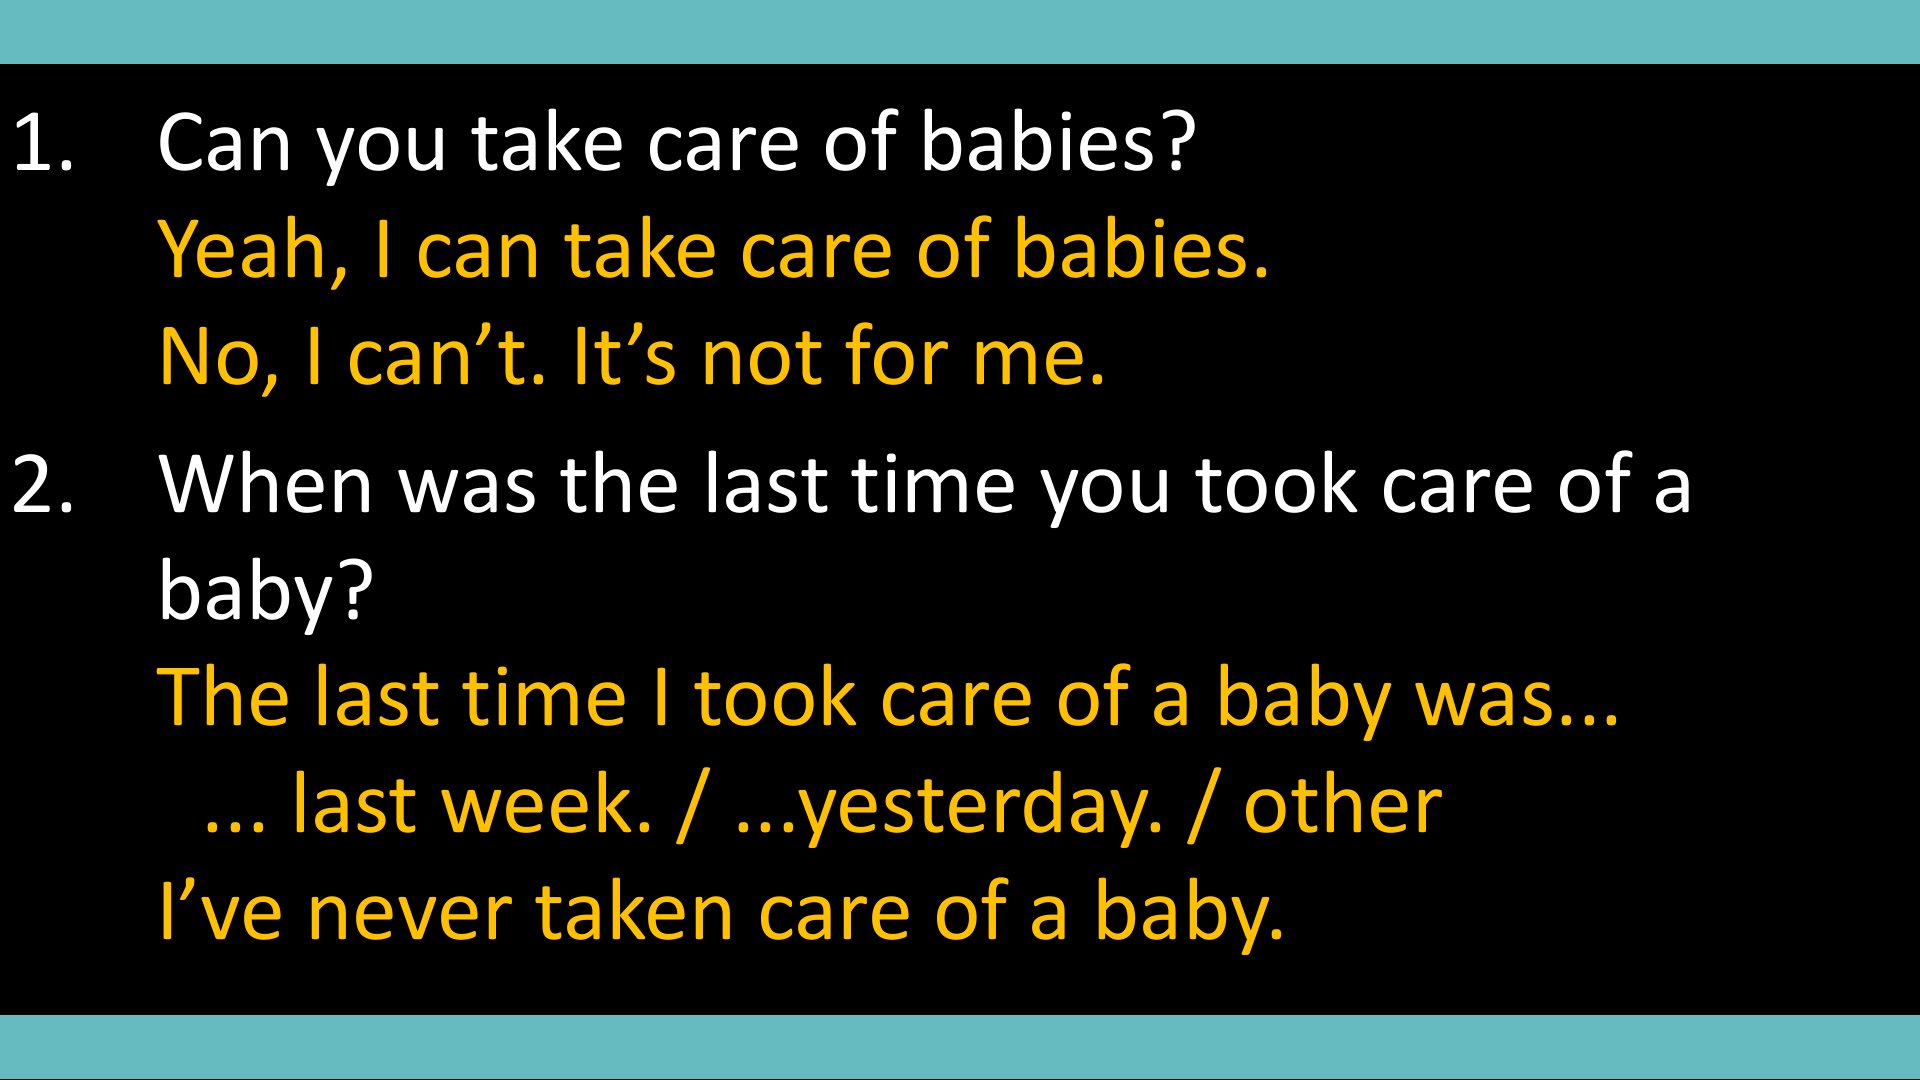 1. Can you take care of babies?
Yeah, I can take care of babies.
No, I can’t. It’s not for me.
2. When was the last time you took care of a
baby?
The last time I took care of a baby was...
... last week. / ...yesterday. / other
I’ve never taken care of a baby.